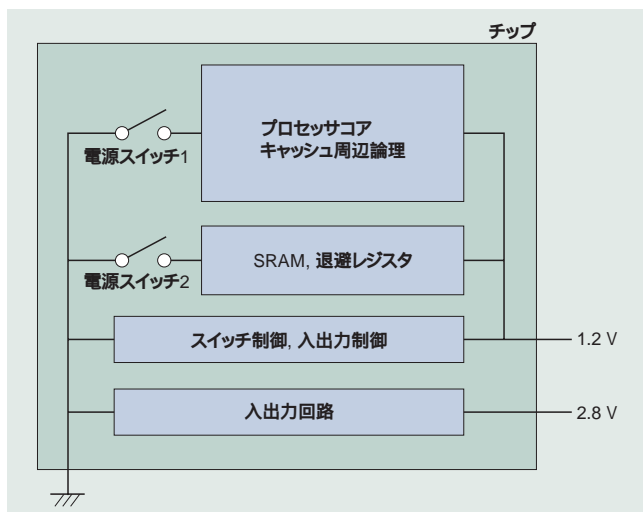 チップ
プロセッサコア
キャッシュ周辺論理
電源スイッチ1
SRAM, 退避レジスタ
電源スイッチ2
スイッチ制御, 入出力制御
1.2 V
入出力回路
2.8 V